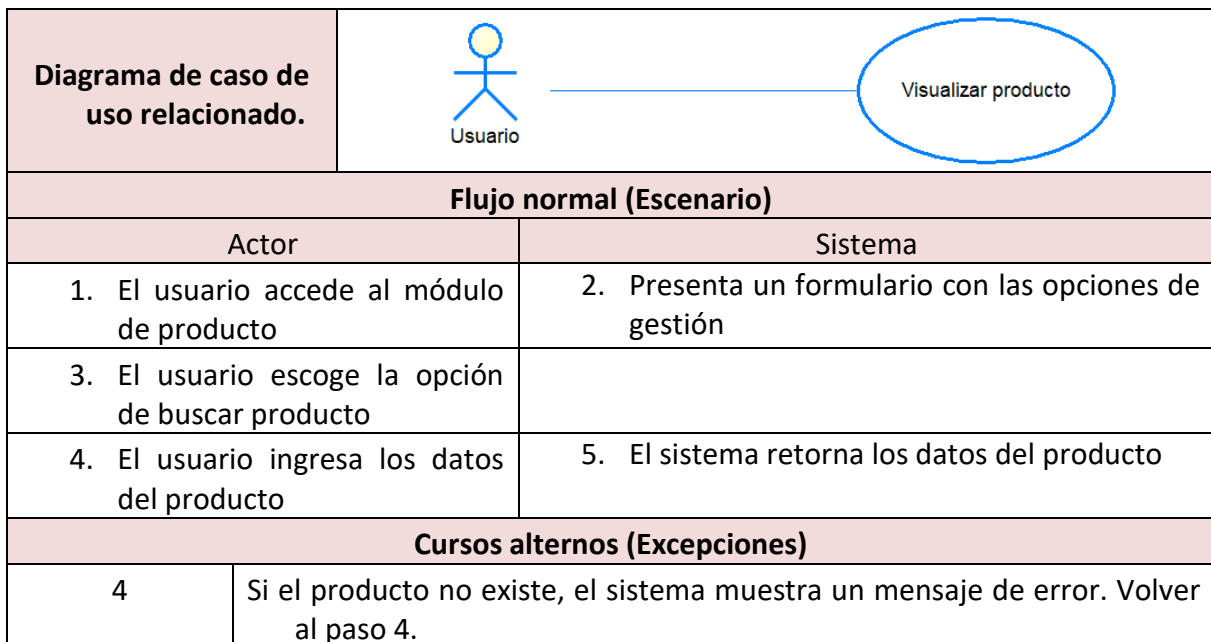 Diagrama de caso de
uso relacionado.
Usuario
Visualizar producto
Flujo normal (Escenario)
Actor
Sistema
1. El usuario accede al módulo
de producto
2. Presenta un formulario con las opciones de
gestión
3. El usuario escoge la opción
de buscar producto
4. El usuario ingresa los datos
del producto
5. El sistema retorna los datos del producto
Cursos alternos (Excepciones)
4
Si el producto no existe, el sistema muestra un mensaje de error. Volver
al paso 4.